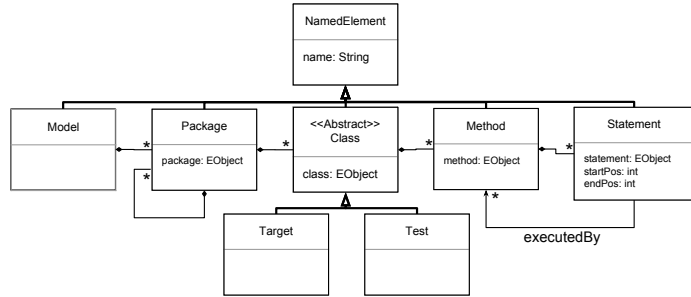 NamedElement
name: String
Model
Package
package: EObject
<<Abstract>>
Class
class: EObject
Method
method: EObject
Statement
statement: EObject
startPos: int
endPos: int
*
*
*
*
*
*
executedBy
Target
Test